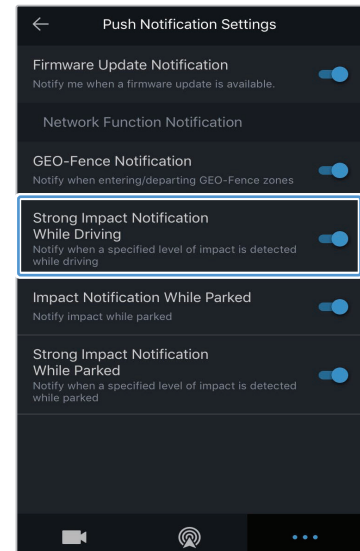 Push Notification Settings
Firmware Update Notification
Notify me when a firmware update is available.
Network Function Notification
GEO-Fence Notification
Notify when entering/departing GEO-Fence zones
Strong Impact Notification
While Driving
Notify when a specified level of impact is detected
while driving
Impact Notification While Parked
Notify impact while parked
Strong Impact Notification
While Parked
Notify when a specified level of impact is detected
while parked